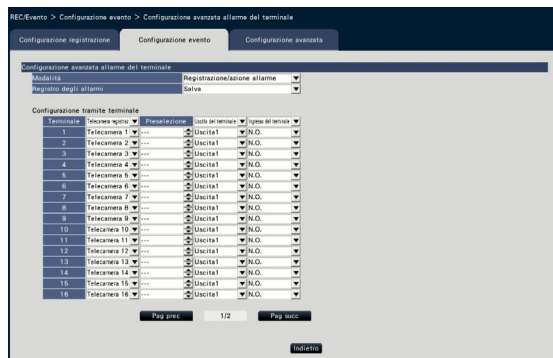 REC/Evento > Configurazione evento > Configurazione avanzata allarme del terminale
Configurazione registrazione Configurazione evento Configurazione avanzata
Configurazione avanzata allarme del terminale
Modalità Registrazione/azione allarme
Registro degli allarmi Salva
Configurazione tramite terminale
Terminale Telecamera registraz Preselezione Uscita del terminale Ingresso del terminale
1 Telecamera 1 --- Uscita1 N.O.
2 Telecamera 2 --- Uscita1 N.O.
3 Telecamera 3 --- Uscita1 N.O.
4 Telecamera 4 --- Uscita1 N.O.
5 Telecamera 5 --- Uscita1 N.O.
6 Telecamera 6 --- Uscita1 N.O.
7 Telecamera 7 --- Uscita1 N.O.
8 Telecamera 8 --- Uscita1 N.O.
9 Telecamera 9 --- Uscita1 N.O.
10 Telecamera 10 --- Uscita1 N.O.
11 Telecamera 11 --- Uscita1 N.O.
12 Telecamera 12 --- Uscita1 N.O.
13 Telecamera 13 --- Uscita1 N.O.
14 Telecamera 14 --- Uscita1 N.O.
15 Telecamera 15 --- Uscita1 N.O.
16 Telecamera 16 --- Uscita1 N.O.
Pag prec 1/2 Pag succ
Indietro